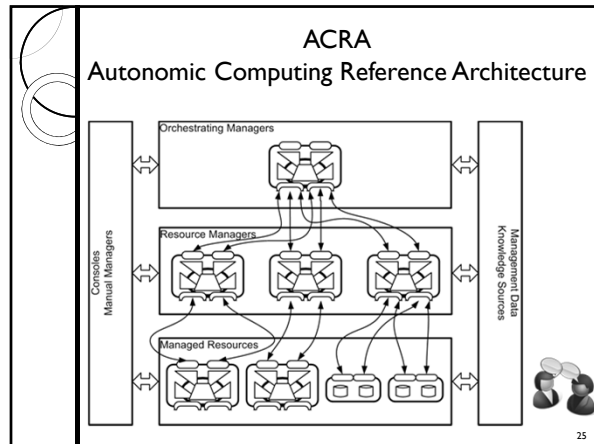 ACRA
Autonomic Computing Reference Architecture
Orchestrating Managers
Consoles
Manual Managers
Resource Managers
Management Data
Knowledge Sources
Managed Resources
25